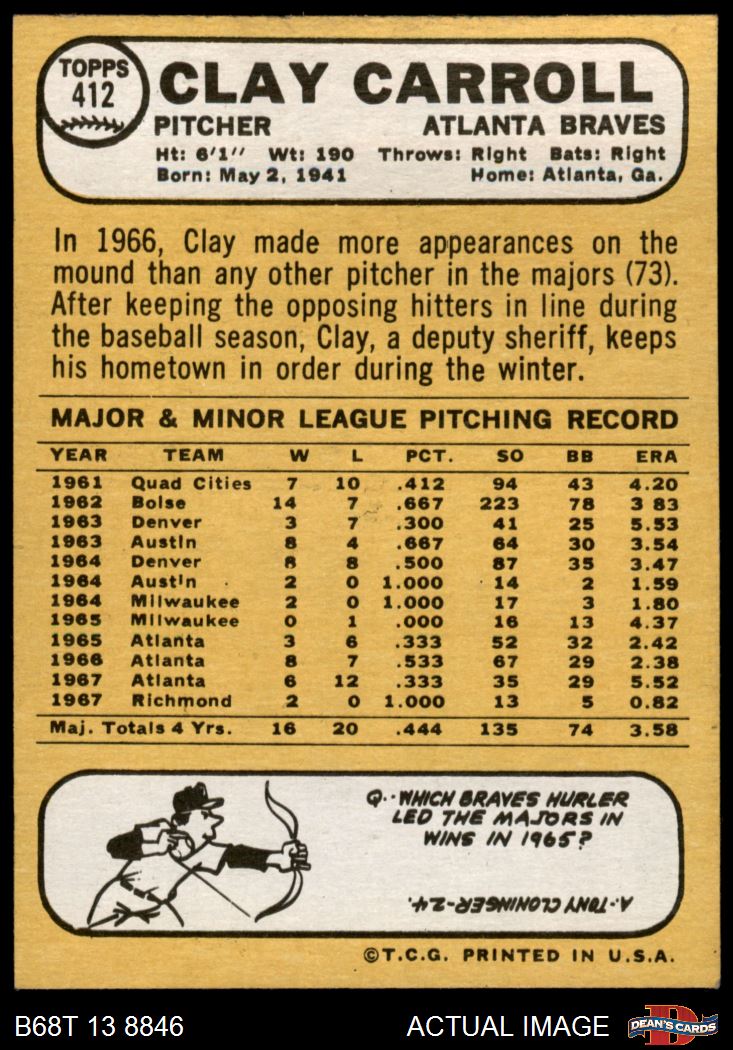 TOPPS
412
CLAY CARROLL
PITCHER ATLANTA BRAVES
Ht: 6'1'' Wt: 190 Throws: Right Bats: Right
Born: May 2, 1941 Home: Atlanta, Ga.
In 1966, Clay made more appearances on the
mound than any other pitcher in the majors (73).
After keeping the opposing hitters in line during
the baseball season, Clay, a deputy sheriff, keeps
his hometown in order during the winter.
MAJOR & MINOR LEAGUE PITCHING RECORD
YEAR TEAM W L PCT. SO BB ERA
1961 Quad Cities 7 10 .412 94 43 4.20
1962 Boise 14 7 .667 223 78 3 83
1963 Denver 3 7 .300 41 25 5.53
1963 Austin 8 4 .667 64 30 3.54
1964 Denver 8 8 .500 87 35 3.47
1964 Austin 2 0 1.000 14 2 1.59
1964 Milwaukee 2 0 1.000 17 3 1.80
1965 Milwaukee 0 1 .000 16 13 4.37
1965 Atlanta 3 6 .333 52 32 2.42
1966 Atlanta 8 7 .533 67 29 2.38
1967 Atlanta 6 12 .333 35 29 5.52
1967 Richmond 2 0 1.000 13 5 0.82
Maj. Totals 4 Yrs. 16 20 .444 135 74 3.58
Q.-WHICH BRAVES HURLER
LED THE MAJORS IN
WINS IN 1965?
A.-TONY CLONINGER-24.
©T.C.G. PRINTED IN U.S.A.
B68T 13 8846 ACTUAL IMAGE D DEAN'S CARDS